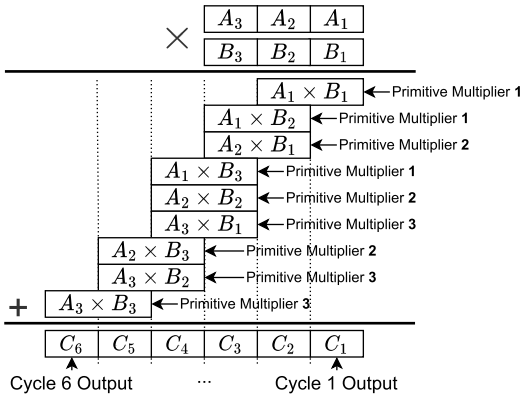 A₃ A₂ A₁
×
B₃ B₂ B₁
A₁ × B₁ Primitive Multiplier 1
A₁ × B₂ Primitive Multiplier 1
A₂ × B₁ Primitive Multiplier 2
A₁ × B₃ Primitive Multiplier 1
A₂ × B₂ Primitive Multiplier 2
A₃ × B₁ Primitive Multiplier 3
A₂ × B₃ Primitive Multiplier 2
A₃ × B₂ Primitive Multiplier 3
+ A₃ × B₃ Primitive Multiplier 3
C₆ C₅ C₄ C₃ C₂ C₁
Cycle 6 Output ... Cycle 1 Output